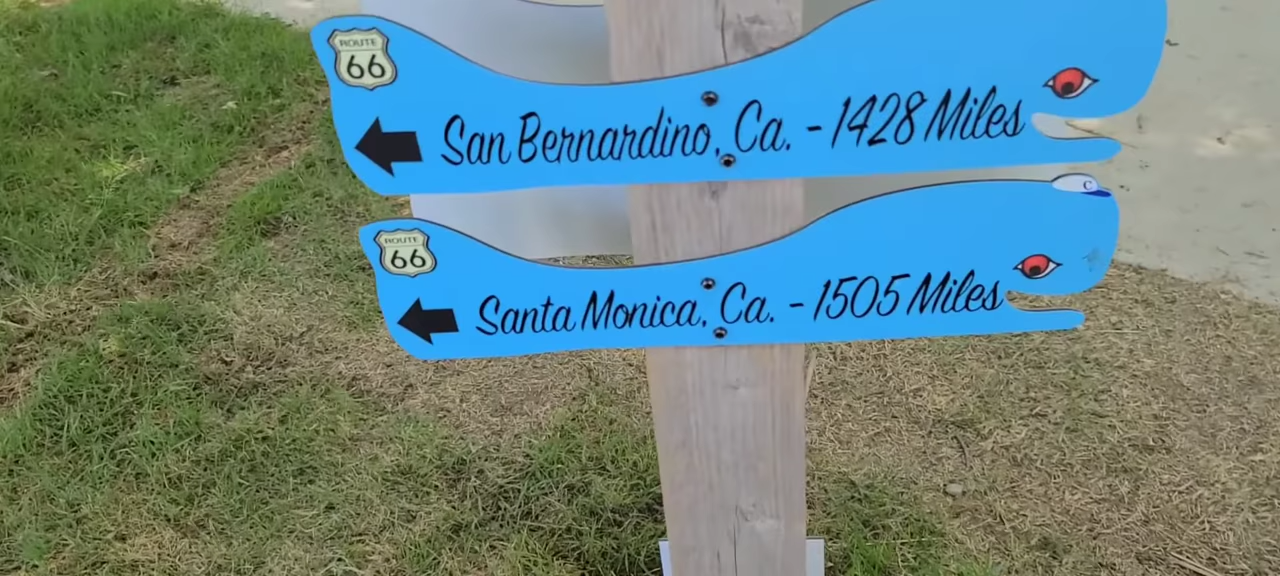 ROUTE
66
San Bernardino, Ca. - 1428 Miles
C
ROUTE
66
Santa Monica, Ca. - 1505 Miles